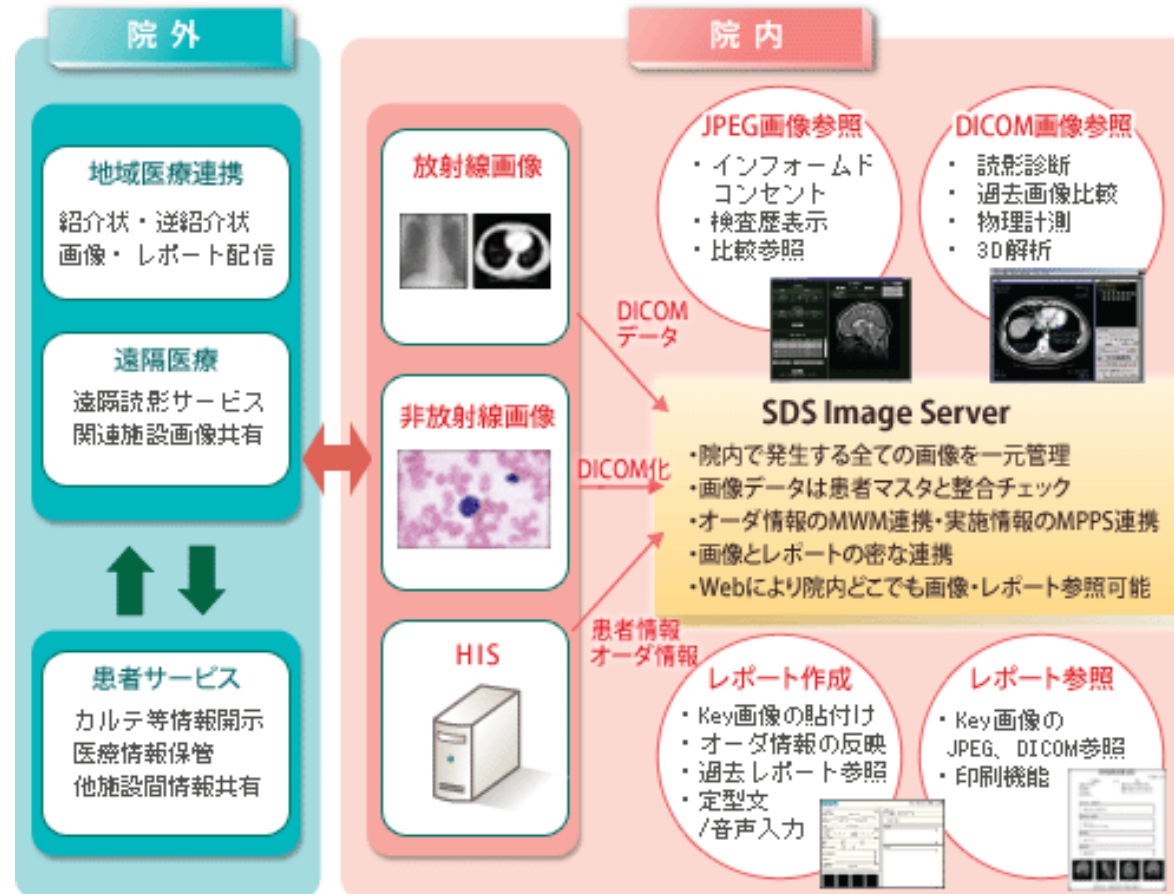 院外
地域医療連携
紹介状・逆紹介状
画像・レポート配信
遠隔医療
遠隔読影サービス
関連施設画像共有
患者サービス
カルテ等情報開示
医療情報保管
他施設間情報共有
院内
放射線画像
非放射線画像
HIS
DICOM
データ
DICOM化
患者情報
オーダ情報
JPEG画像参照
・インフォームド
コンセント
・検査歴表示
・比較参照
DICOM画像参照
・読影診断
・過去画像比較
・物理計測
・3D解析
SDS Image Server
・院内で発生する全ての画像を一元管理
・画像データは患者マスタと整合チェック
・オーダ情報のMWM連携・実施情報のMPPS連携
・画像とレポートの密な連携
・Webにより院内どこでも画像・レポート参照可能
レポート作成
・Key画像の貼付け
・オーダ情報の反映
・過去レポート参照
・定型文
/音声入力
レポート参照
・Key画像の
JPEG、DICOM参照
・印刷機能